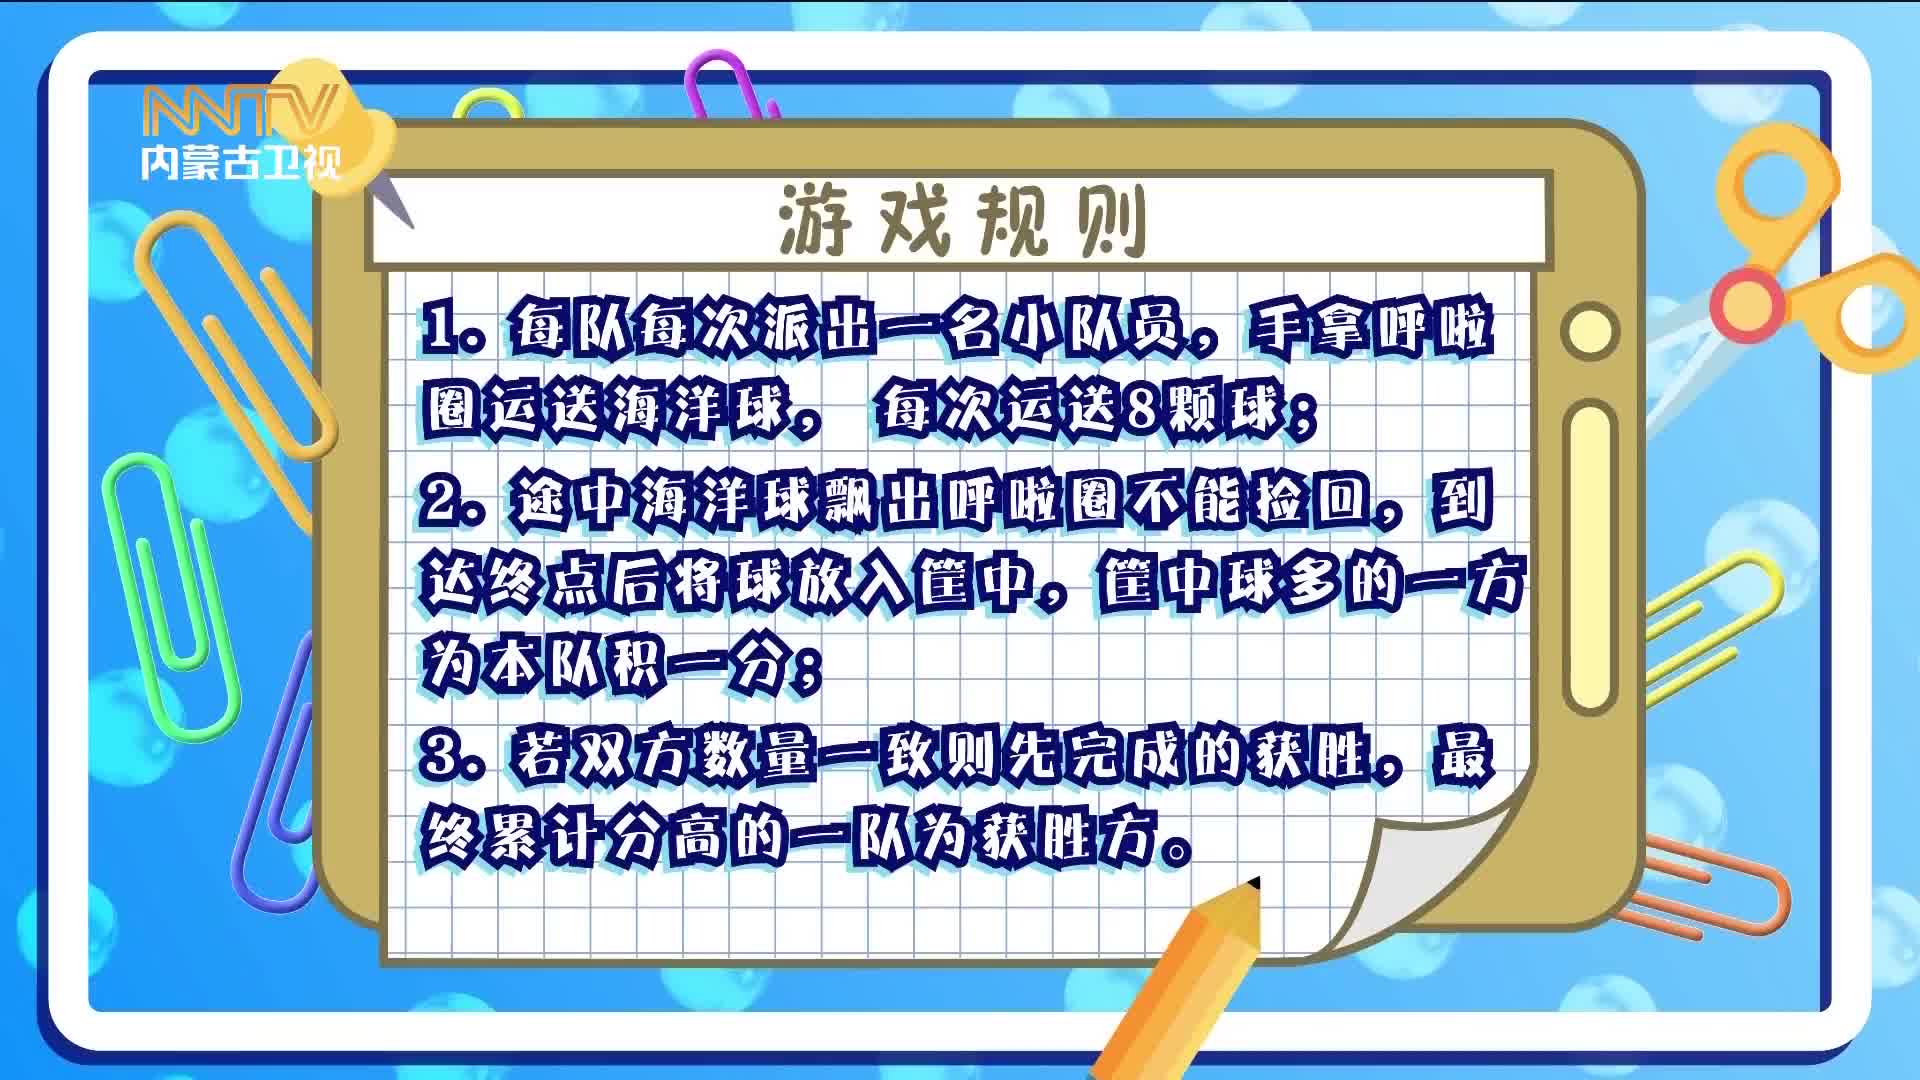 NNTV
内蒙古卫视
游戏规则
1。每队每次派出一名小队员，手拿呼啦
圈运送海洋球， 每次运送8颗球；
2。途中海洋球飘出呼啦圈不能捡回，到
达终点后将球放入筐中，筐中球多的一方
为本队积一分；
3。若双方数量一致则先完成的获胜，最
终累计分高的一队为获胜方。